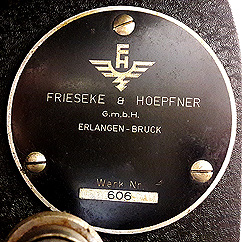 FH
FRIESEKE & HOEPFNER
G.m.b.H.
ERLANGEN-BRUCK
Werk Nr.
606